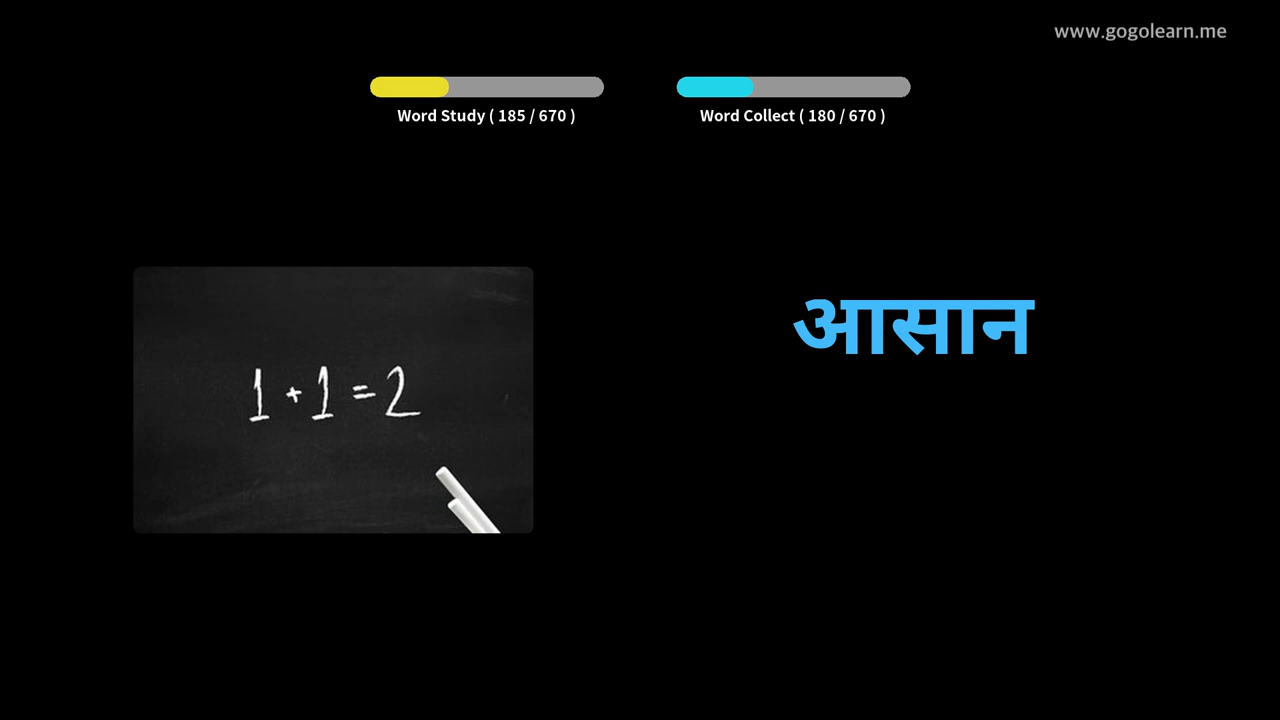 www.gogolearn.me
Word Study ( 185 / 670 )
Word Collect ( 180 / 670 )
आसान
1 + 1 = 2